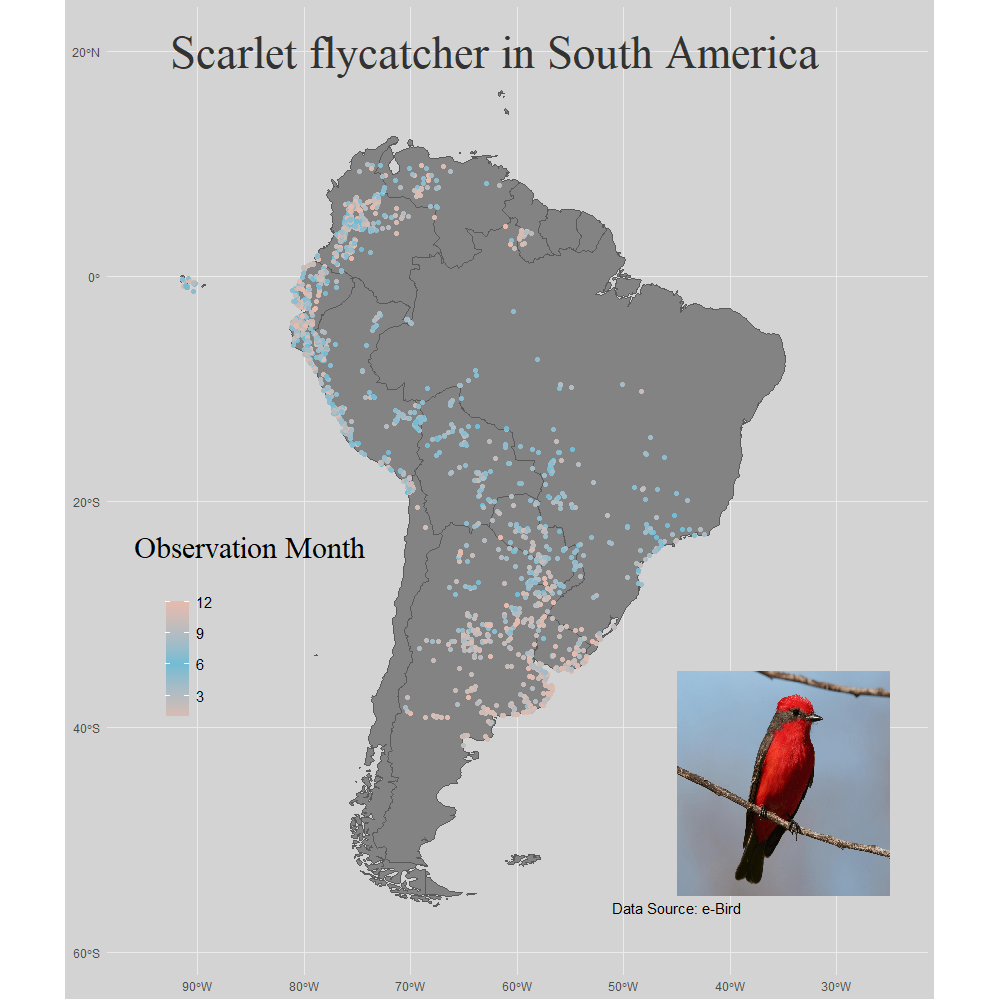 Scarlet flycatcher in South America
20°N
0°
20°S
40°S
60°S
Observation Month
12
9
6
3
Data Source: e-Bird
90°W
80°W
70°W
60°W
50°W
40°W
30°W